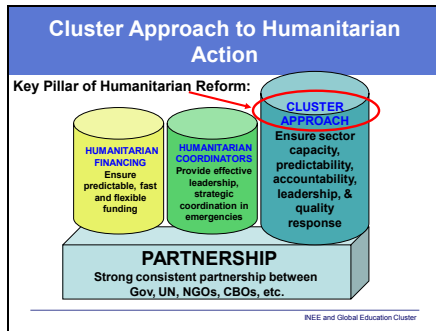 Cluster Approach to Humanitarian
Action
Key Pillar of Humanitarian Reform:
HUMANITARIAN
FINANCING
Ensure
predictable, fast
and flexible
funding
HUMANITARIAN
COORDINATORS
Provide effective
leadership,
strategic
coordination in
emergencies
CLUSTER
APPROACH
Ensure sector
capacity,
predictability,
accountability,
leadership, &
quality
response
PARTNERSHIP
Strong consistent partnership between
Gov, UN, NGOs, CBOs, etc.
INEE and Global Education Cluster